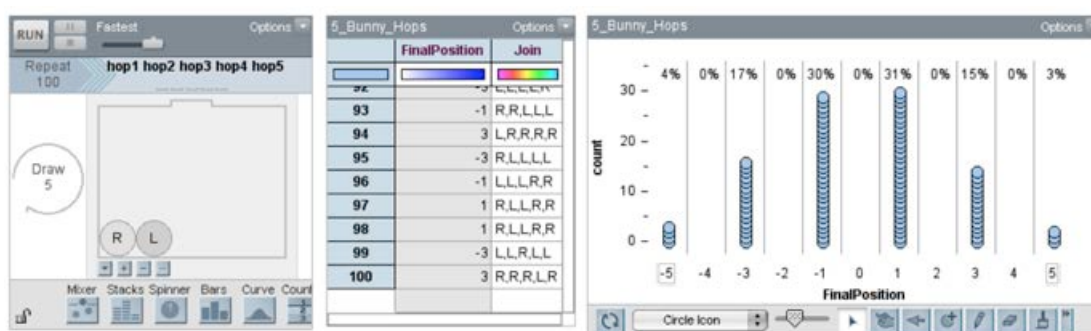 RUN
Fastest
Options
Repeat
100
hop1 hop2 hop3 hop4 hop5
Draw
5
R L
Mixer Stacks Spinner Bars Curve Count
5_Bunny_Hops Options
FinalPosition Join
92 -3 L,L,L,L,R
93 -1 R,R,L,L,L
94 3 L,R,R,R,R
95 -3 R,L,L,L,L
96 -1 L,L,L,R,R
97 1 R,L,L,R,R
98 1 R,L,L,R,R
99 -3 L,L,R,L,L
100 3 R,R,R,L,R
5_Bunny_Hops Options
4% 0% 17% 0% 30% 0% 31% 0% 15% 0% 3%
30
20
10
0
count
-5 -4 -3 -2 -1 0 1 2 3 4 5
FinalPosition
Circle Icon